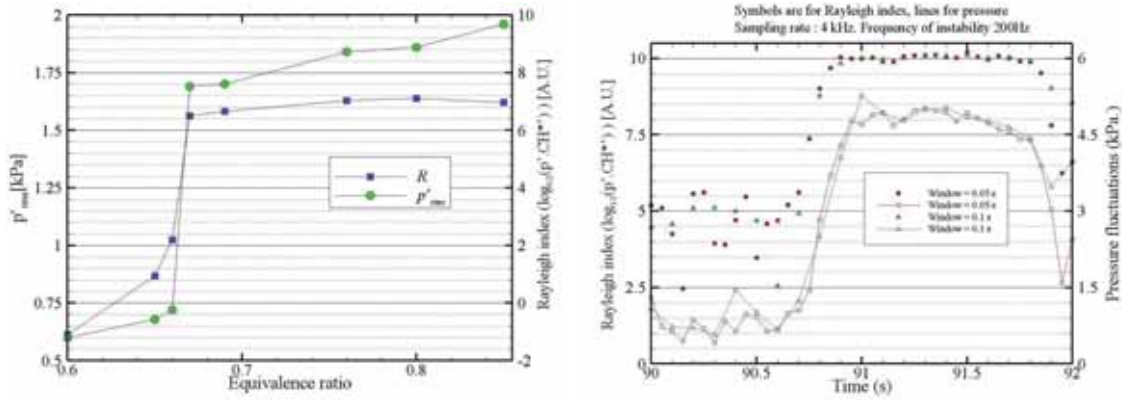 2
1.75
1.5
1.25
1
0.75
0.5
p'rms[kPa]
10
8
6
4
2
0
-2
Rayleigh index (log10(p'.CH*') ) [A.U.]
R
p'rms
0.6
0.7
0.8
Equivalence ratio
Symbols are for Rayleigh index, lines for pressure
Sampling rate : 4 kHz. Frequency of instability 200Hz
10
7.5
5
2.5
0
Rayleigh index (log10(p'.CH*') ) [A.U.]
6
4.5
3
1.5
0
Pressure fluctuations (kPa.)
Window = 0.05 s
Window = 0.05 s
Window = 0.1 s
Window = 0.1 s
90
90.5
91
91.5
92
Time (s)